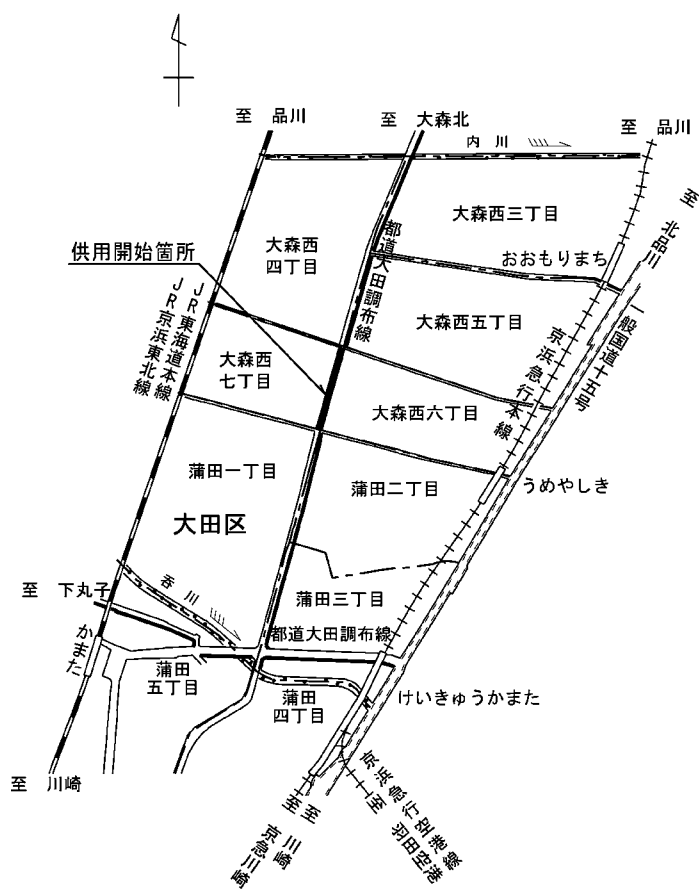 至 品川
至 大森北
至 品川
内 川
至 北品川
大森西三丁目
大森西
四丁目
都道大田調布線
おおもりまち
供用開始箇所
JR東海道本線
JR京浜東北線
大森西五丁目
京浜急行本線
一般国道十五号
大森西
七丁目
大森西六丁目
蒲田一丁目
蒲田二丁目
うめやしき
大田区
至 下丸子
呑 川
蒲田三丁目
かまた
都道大田調布線
蒲田
五丁目
蒲田
四丁目
けいきゅうかまた
至 川崎
至 川崎
至 京急川崎
京浜急行空港線
至 羽田空港